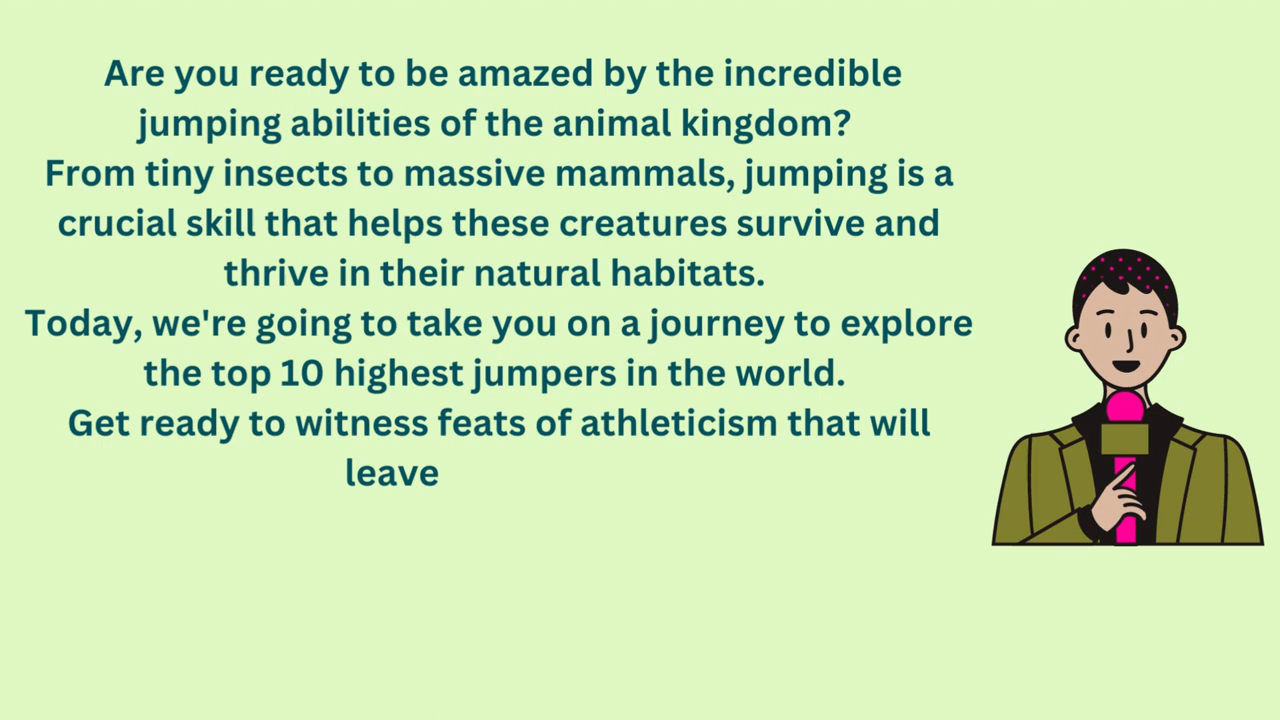 Are you ready to be amazed by the incredible
jumping abilities of the animal kingdom?
From tiny insects to massive mammals, jumping is a
crucial skill that helps these creatures survive and
thrive in their natural habitats.
Today, we're going to take you on a journey to explore
the top 10 highest jumpers in the world.
Get ready to witness feats of athleticism that will
leave